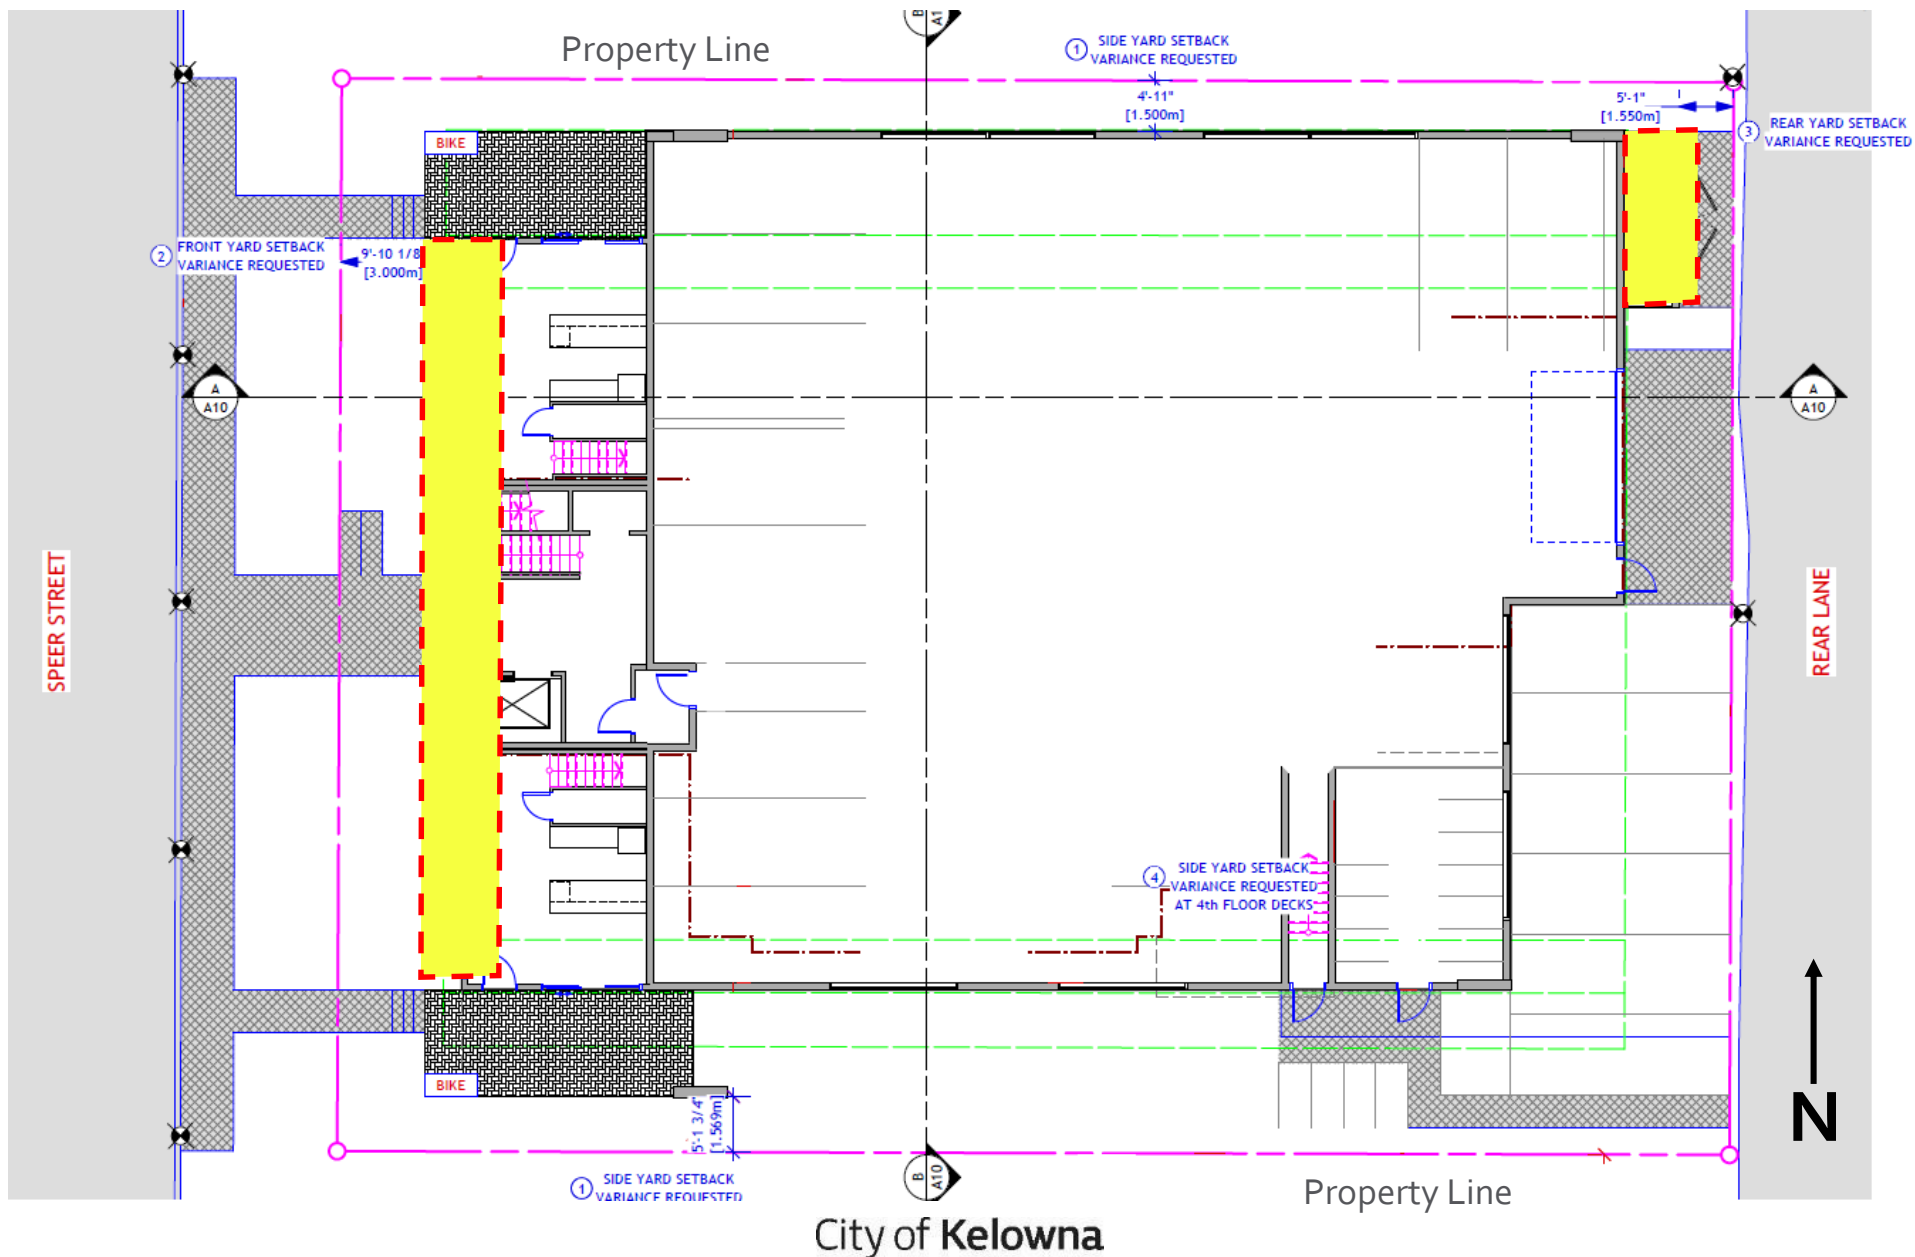 B
A1
Property Line
1
SIDE YARD SETBACK
VARIANCE REQUESTED
4'-11"
[1.500m]
5'-1"
[1.550m]
3
REAR YARD SETBACK
VARIANCE REQUESTED
BIKE
2
FRONT YARD SETBACK
VARIANCE REQUESTED
9'-10 1/8
[3.000m]
A
A10
A
A10
SPEER STREET
REAR LANE
4
SIDE YARD SETBACK
VARIANCE REQUESTED
AT 4th FLOOR DECKS
BIKE
5'-1 3/4"
[1.569m]
N
1
SIDE YARD SETBACK
VARIANCE REQUESTED
B
A10
Property Line
City of Kelowna